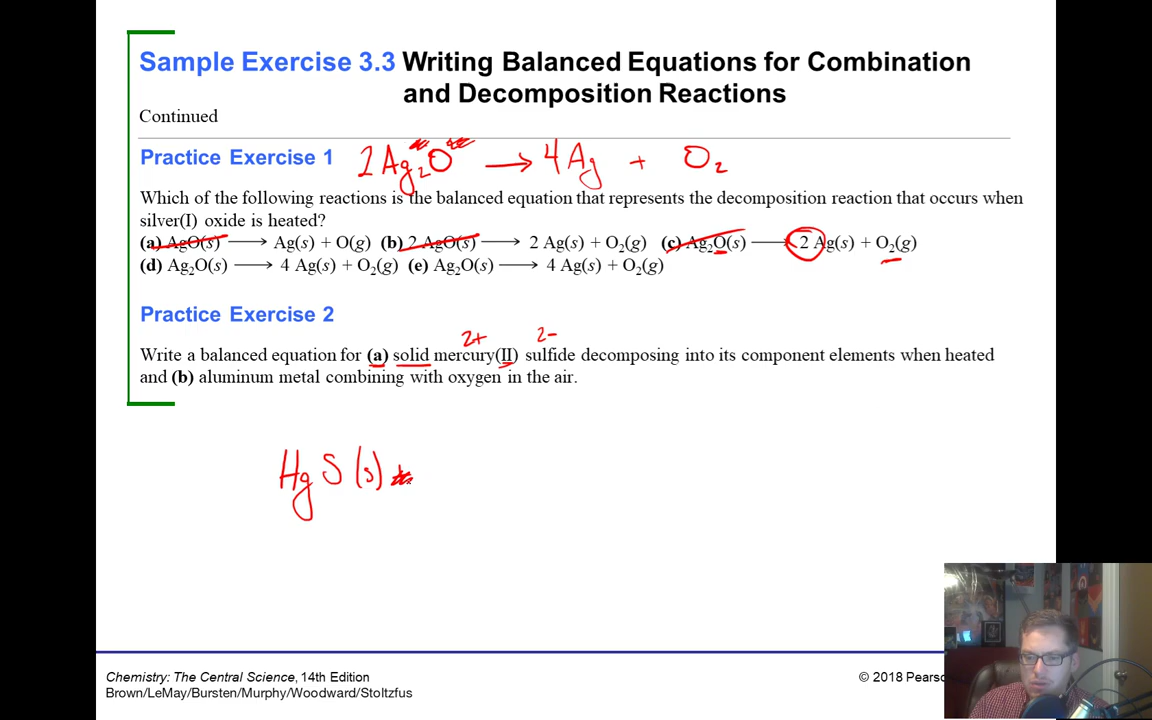 Sample Exercise 3.3 Writing Balanced Equations for Combination
and Decomposition Reactions
Continued
Practice Exercise 1 2Ag₂O → 4Ag + O₂
Which of the following reactions is the balanced equation that represents the decomposition reaction that occurs when
silver(I) oxide is heated?
(a) AgO(s) → Ag(s) + O(g) (b) 2 AgO(s) → 2 Ag(s) + O₂(g) (c) Ag₂O(s) → 2 Ag(s) + O₂(g)
(d) Ag₂O(s) → 4 Ag(s) + O₂(g) (e) Ag₂O(s) → 4 Ag(s) + O₂(g)
Practice Exercise 2
2+ 2−
Write a balanced equation for (a) solid mercury(II) sulfide decomposing into its component elements when heated
and (b) aluminum metal combining with oxygen in the air.
HgS(s)
Chemistry: The Central Science, 14th Edition
Brown/LeMay/Bursten/Murphy/Woodward/Stoltzfus
© 2018